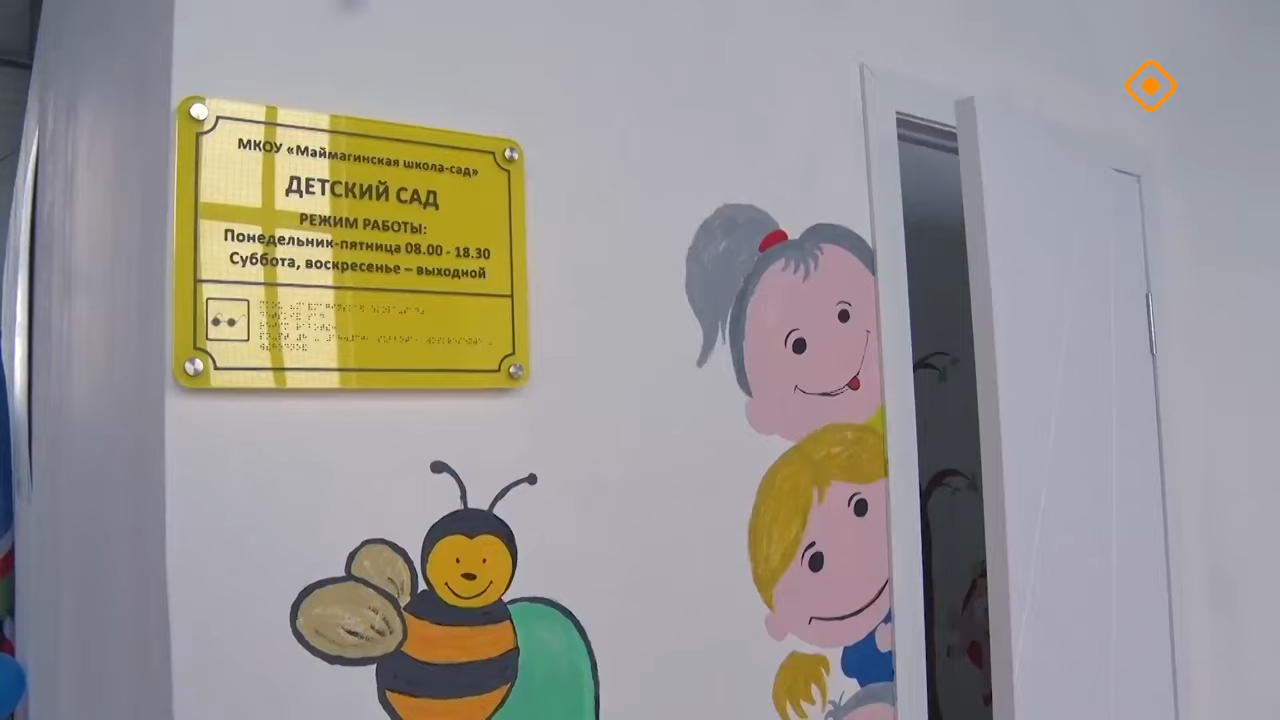 МКОУ «Маймагинская школа-сад»
ДЕТСКИЙ САД
РЕЖИМ РАБОТЫ:
Понедельник-пятница 08.00 - 18.30
Суббота, воскресенье – выходной